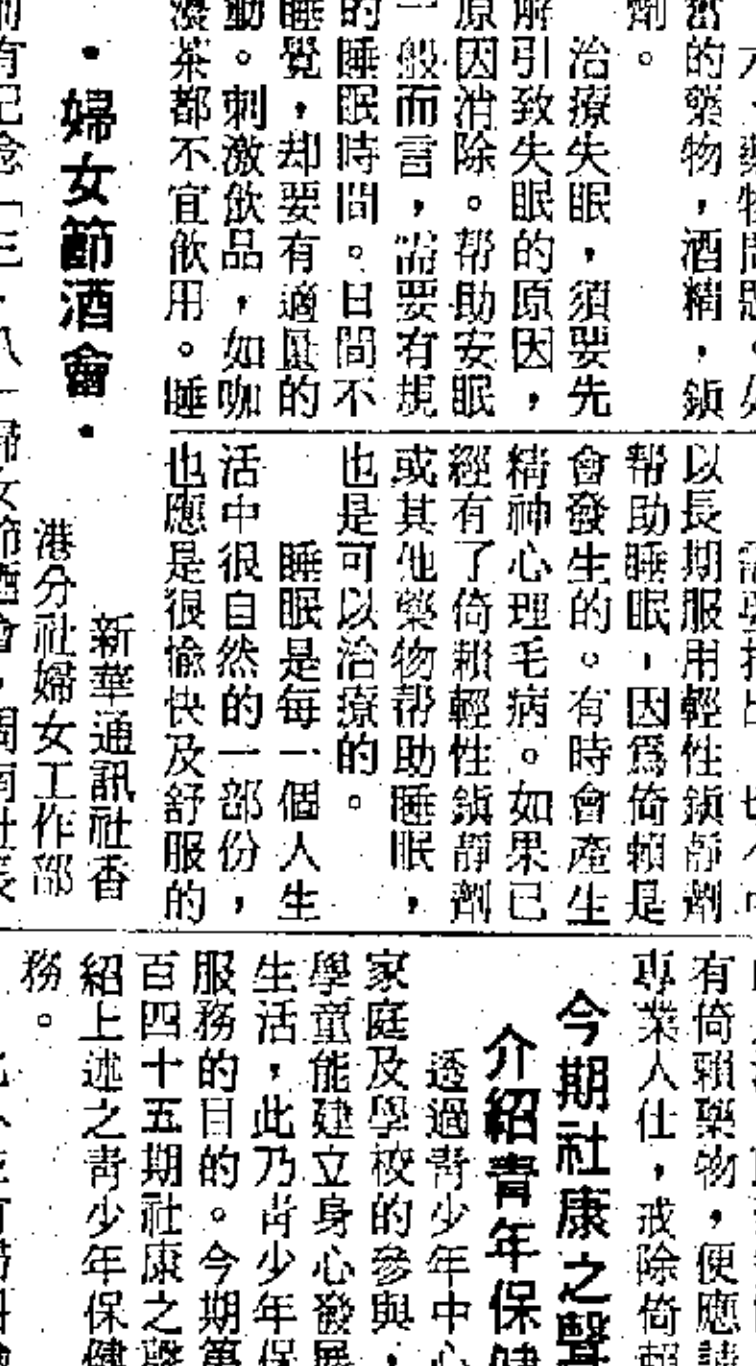 當的藥物，酒精，鎮
劑。
治療失眠，須要先
解引致失眠的原因，
原因消除。帮助安眠
一般而言，需要有規
的睡眠時間。日間不
睡覺，却要有適量的
動。刺激飲品，如咖
濃茶都不宜飲用。睡
以長期服用輕性鎮靜劑
帮助睡眠，因爲倚賴是
會發生的。有時會產生
精神心理毛病。如果已
經有了倚賴輕性鎮靜劑
或其他藥物帮助睡眠，
也是可以治療的。
睡眠是每一個人生
活中很自然的一部份，
也應是很愉快及舒服的
有倚賴藥物，便應
專業人仕，戒除倚賴
今期社康之聲
介紹青年保健
透過青少年中心
家庭及學校的參與，
學童能建立身心發展
生活，此乃青少年保
服務的目的。今期第
百四十五期社康之聲
紹上述之青少年保健
務。
・婦女節酒會・
新華通訊社香
港分社婦女工作部